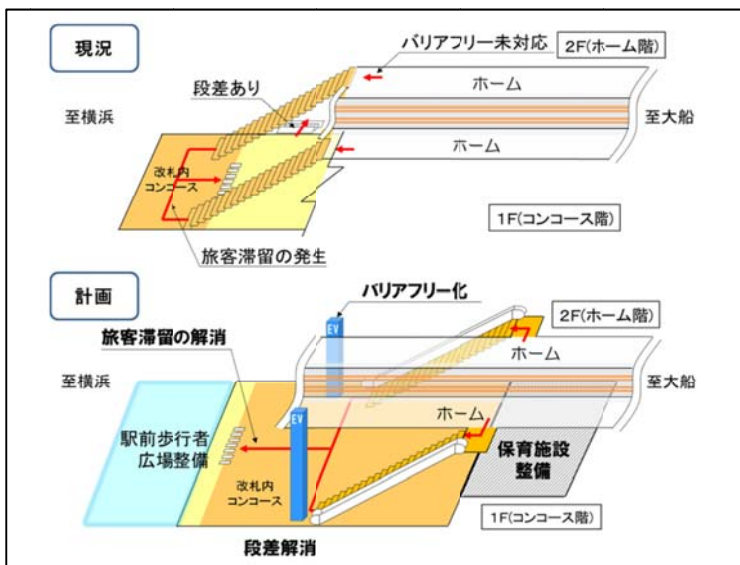 現況
バリアフリー未対応
2F(ホーム階)
段差あり
ホーム
至横浜
至大船
ホーム
改札内
コンコース
1F(コンコース階)
旅客滞留の発生
計画
バリアフリー化
旅客滞留の解消
EV
2F(ホーム階)
ホーム
至横浜
至大船
EV
ホーム
駅前歩行者
広場整備
保育施設
整備
改札内
コンコース
1F(コンコース階)
段差解消